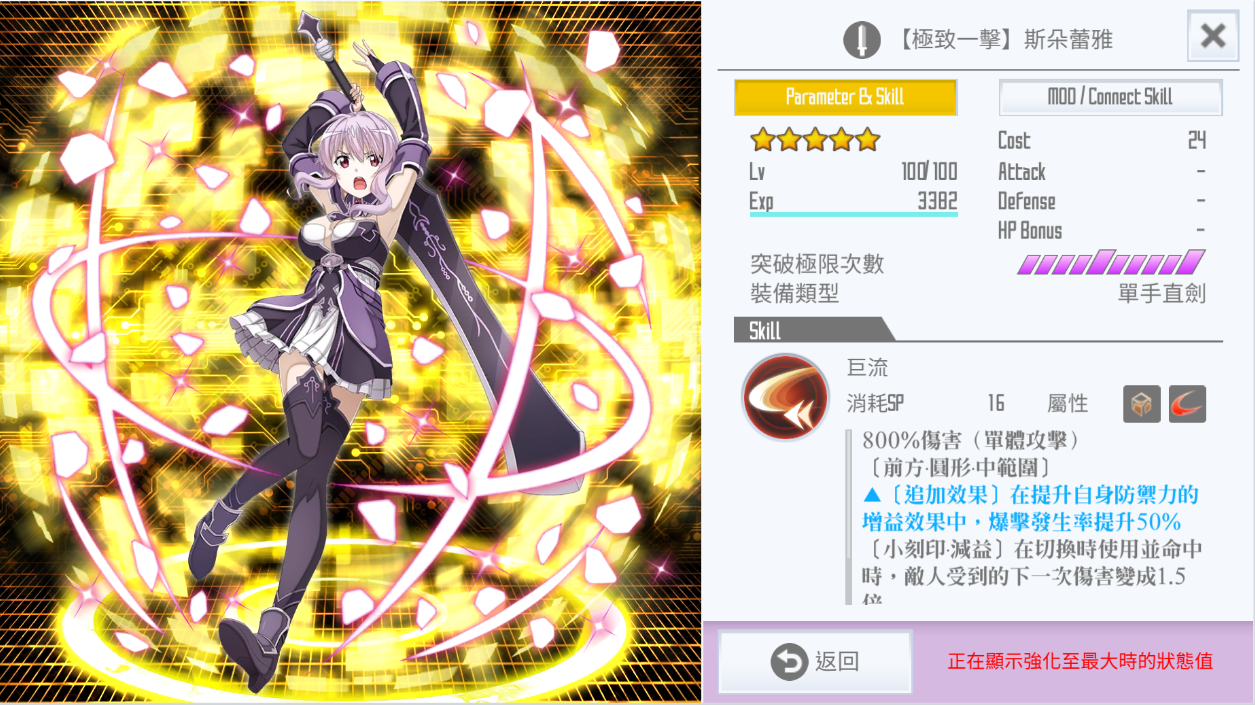 【極致一擊】斯朵蕾雅
Parameter & Skill
MOD / Connect Skill
Lv 100/100
Exp 3382
Cost 24
Attack -
Defense -
HP Bonus -
突破極限次數
裝備類型 單手直劍
Skill
巨流
消耗SP 16 屬性
800%傷害（單體攻擊）
〔前方·圓形·中範圍〕
▲〔追加效果〕在提升自身防禦力的
增益效果中，爆擊發生率提升50%
〔小刻印·減益〕在切換時使用並命中
時，敵人受到的下一次傷害變成1.5
倍
返回
正在顯示強化至最大時的狀態值